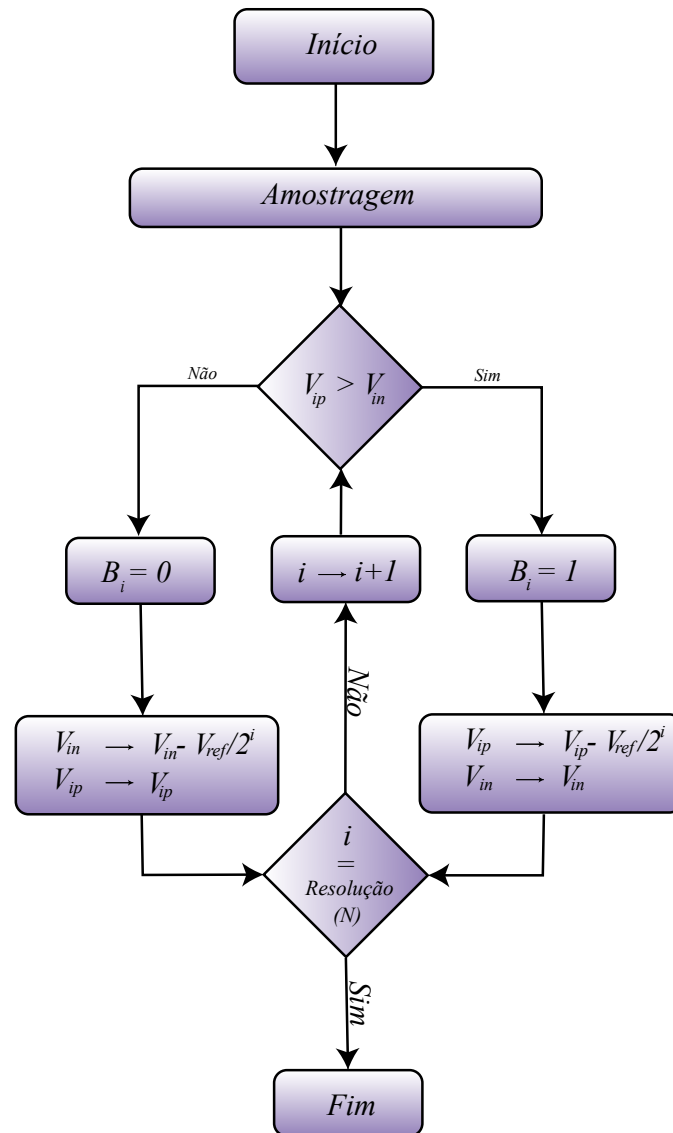 Início
Amostragem
V_ip > V_in
Não
Sim
B_i = 0
i → i+1
B_i = 1
Não
V_in → V_in - V_ref/2^i
V_ip → V_ip
V_ip → V_ip - V_ref/2^i
V_in → V_in
i
=
Resolução
(N)
Sim
Fim